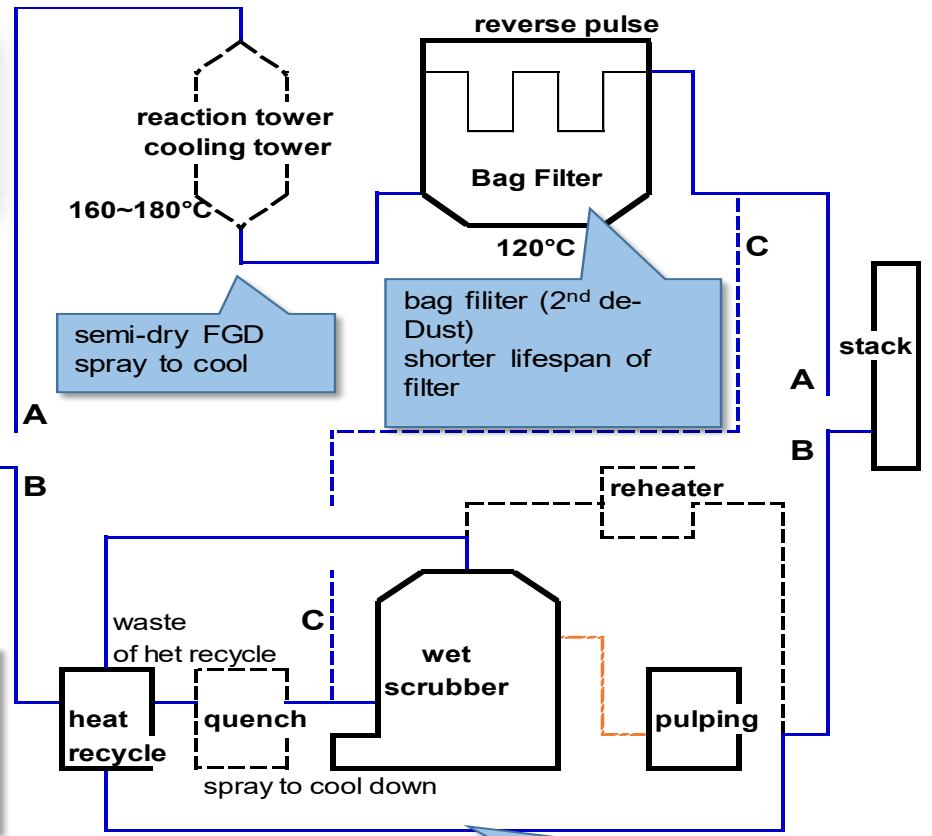 reverse pulse
reaction tower
cooling tower
160~180°C
Bag Filter
120°C
C
semi-dry FGD
spray to cool
bag filiter (2nd de-
Dust)
shorter lifespan of
filter
stack
A
A
B
B
reheater
C
waste
of het recycle
wet
scrubber
heat
recycle
quench
pulping
spray to cool down